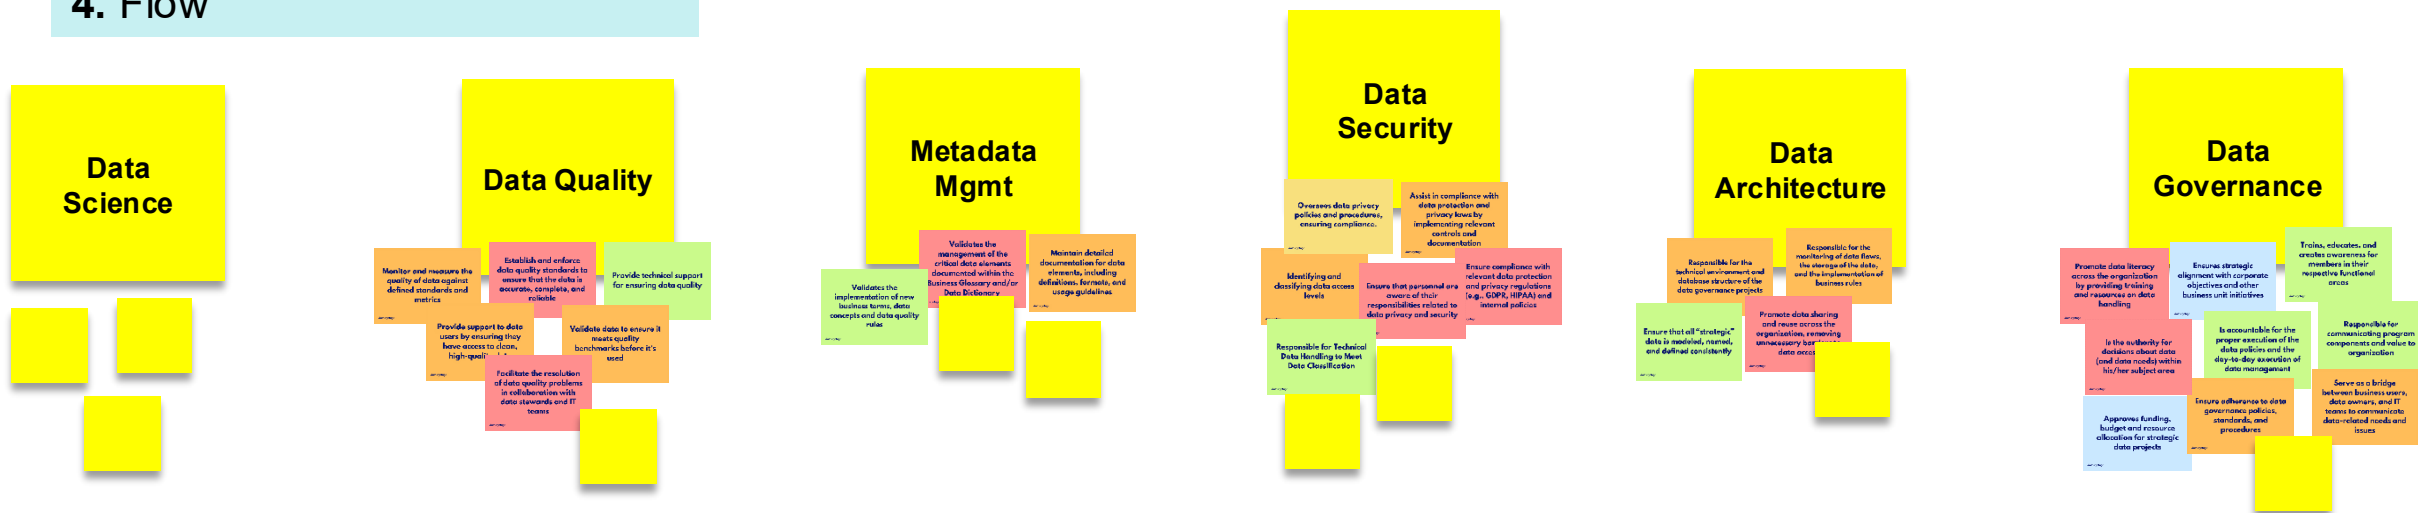 4. Flow
Data
Science
Data Quality
Monitor and measure the
quality of data against
defined standards and
metrics
Establish and enforce
data quality standards to
ensure that the data is
accurate, complete, and
reliable
Provide technical support
for ensuring data quality
Provide support to data
users by ensuring they
have access to clean,
Validate data to ensure it
meets quality
benchmarks before it's
used
Facilitate the resolution
of data quality problems
in collaboration with
data stewards and IT
teams
Metadata
Mgmt
Validates the
implementation of new
business terms, data
concepts and data quality
rules
Validates the
management of the
critical data elements
documented within the
Business Glossary and/or
Data Dictionary
Maintain detailed
documentation for data
elements, including
definitions, formats, and
usage guidelines
Data
Security
Oversees data privacy
policies and procedures,
ensuring compliance.
Assist in compliance with
data protection and
privacy laws by
implementing relevant
controls and
documentation
Identifying and
classifying data access
levels
Ensure that personnel are
aware of their
responsibilities related to
data privacy and security
Ensure compliance with
relevant data protection
and privacy regulations
(e.g., GDPR, HIPAA) and
internal policies
Responsible for Technical
Data Handling to Meet
Data Classification
Data
Architecture
Responsible for the
technical environment and
database structure of the
data governance projects
Responsible for the
monitoring of data flows,
the storage of the data,
and the implementation of
business rules
Ensure that all "strategic"
data is modeled, named,
and defined consistently
Promote data sharing
and reuse across the
organization, removing
unnecessary
data
Data
Governance
Promote data literacy
across the organization
by providing training
and resources on data
handling
Ensures strategic
alignment with corporate
objectives and other
business unit initiatives
Trains, educates, and
creates awareness for
members in their
respective functional
areas
Is the authority for
decisions about data
(and data needs) within
his/her subject area
Is accountable for the
proper execution of the
data policies and the
day-to-day execution of
data management
Responsible for
communicating program
components and value to
organization
Approves funding,
budget and resource
allocation for strategic
data projects
Ensure adherence to data
governance policies,
standards, and
procedures
Serve as a bridge
between business users,
data owners, and IT
teams to communicate
data-related needs and
issues